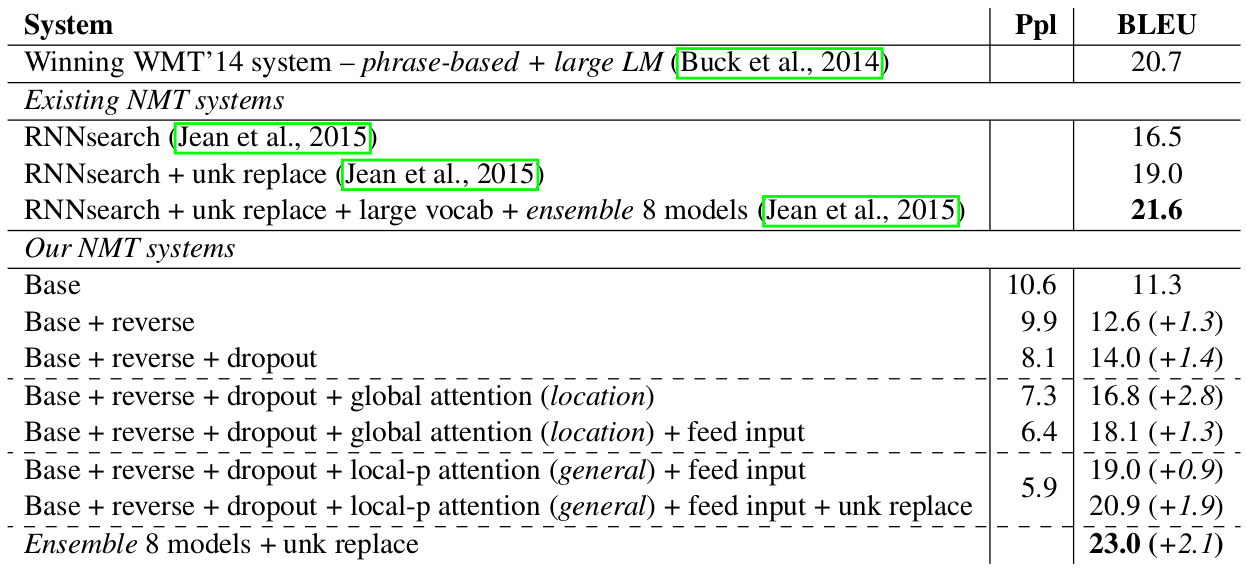 System Ppl BLEU
Winning WMT'14 system – phrase-based + large LM (Buck et al., 2014) 20.7
Existing NMT systems
RNNsearch (Jean et al., 2015) 16.5
RNNsearch + unk replace (Jean et al., 2015) 19.0
RNNsearch + unk replace + large vocab + ensemble 8 models (Jean et al., 2015) 21.6
Our NMT systems
Base 10.6 11.3
Base + reverse 9.9 12.6 (+1.3)
Base + reverse + dropout 8.1 14.0 (+1.4)
Base + reverse + dropout + global attention (location) 7.3 16.8 (+2.8)
Base + reverse + dropout + global attention (location) + feed input 6.4 18.1 (+1.3)
Base + reverse + dropout + local-p attention (general) + feed input 5.9 19.0 (+0.9)
Base + reverse + dropout + local-p attention (general) + feed input + unk replace 20.9 (+1.9)
Ensemble 8 models + unk replace 23.0 (+2.1)